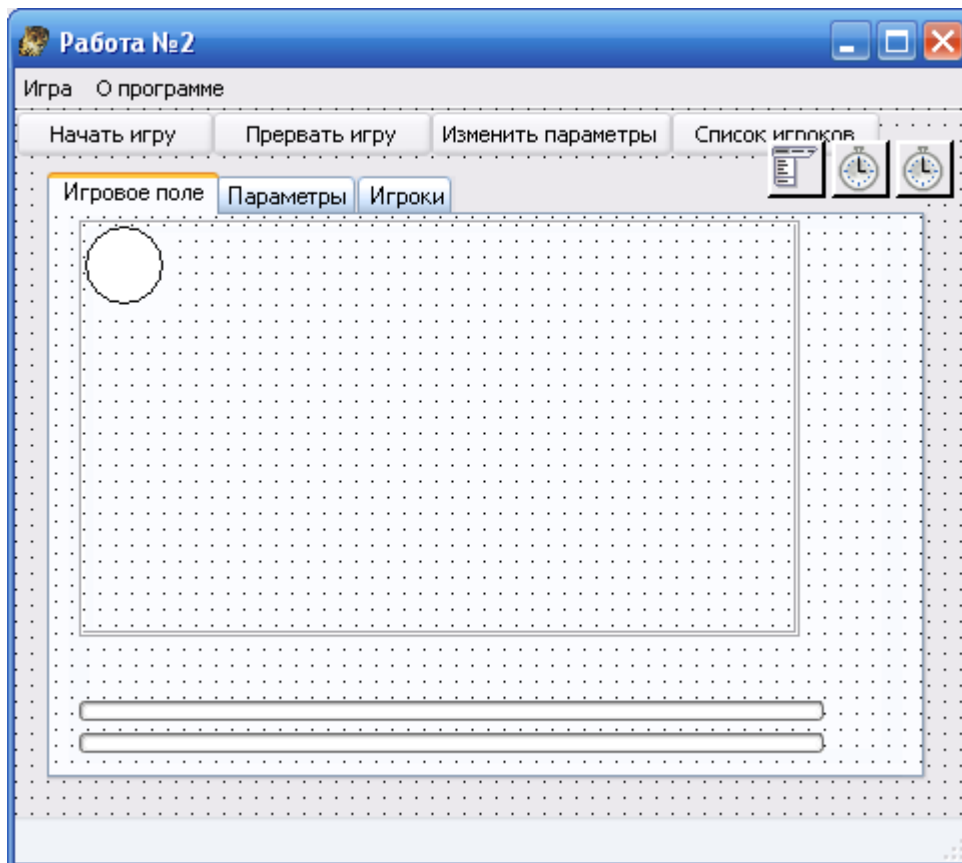 Работа №2
Игра О программе
Начать игру Прервать игру Изменить параметры Список игроков
Игровое поле Параметры Игроки